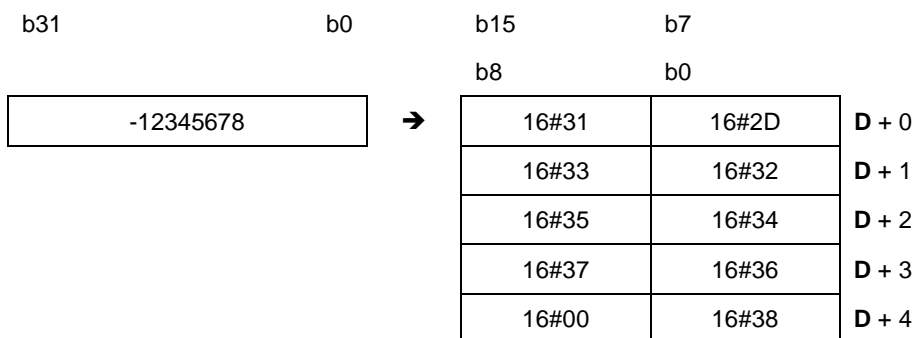 b31 b0 b15 b7
b8 b0
-12345678 ➔ 16#31 16#2D D + 0
16#33 16#32 D + 1
16#35 16#34 D + 2
16#37 16#36 D + 3
16#00 16#38 D + 4